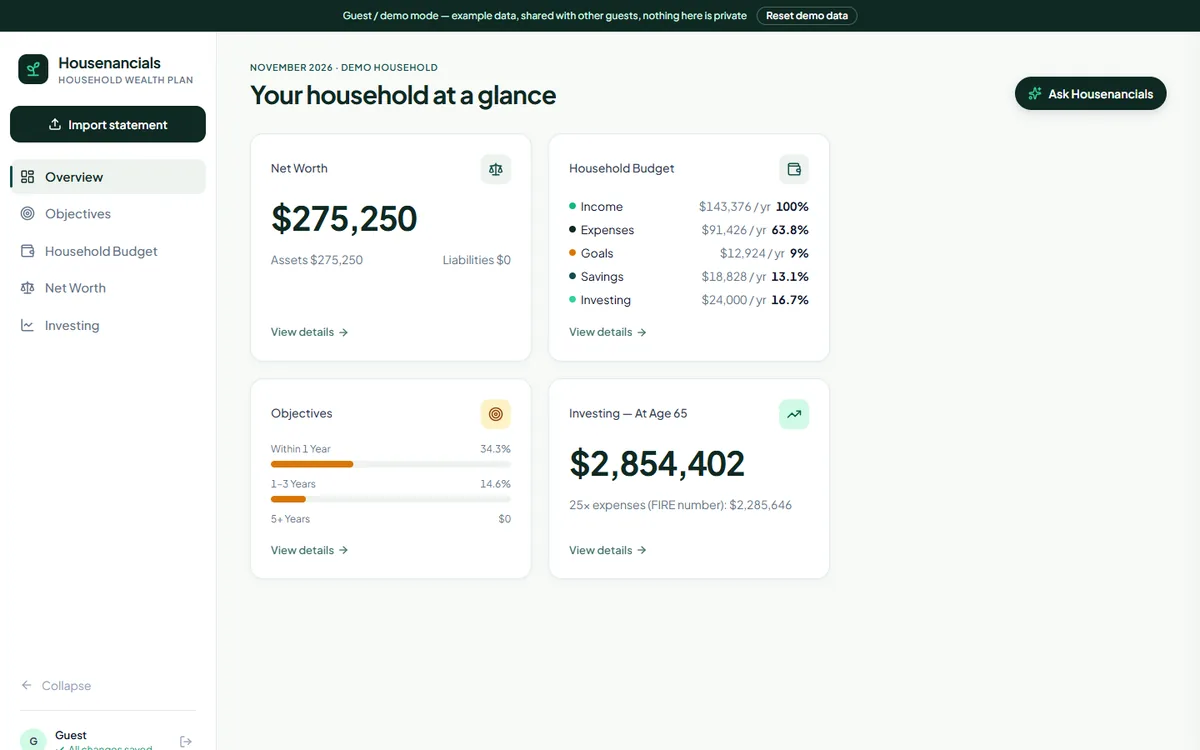 Guest / demo mode — example data, shared with other guests, nothing here is private
Reset demo data
Housenancials
HOUSEHOLD WEALTH PLAN
Import statement
Overview
Objectives
Household Budget
Net Worth
Investing
Collapse
G
Guest
✓ All changes saved
NOVEMBER 2026 · DEMO HOUSEHOLD
Your household at a glance
Ask Housenancials
Net Worth
$275,250
Assets $275,250 Liabilities $0
View details →
Household Budget
Income $143,376 / yr 100%
Expenses $91,426 / yr 63.8%
Goals $12,924 / yr 9%
Savings $18,828 / yr 13.1%
Investing $24,000 / yr 16.7%
View details →
Objectives
Within 1 Year 34.3%
1–3 Years 14.6%
5+ Years $0
View details →
Investing — At Age 65
$2,854,402
25x expenses (FIRE number): $2,285,646
View details →